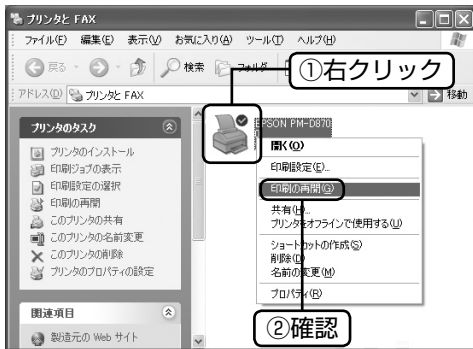 プリンタと FAX
ファイル(F) 編集(E) 表示(V) お気に入り(A) ツール(T) ヘルプ(H)
①右クリック
戻る 検索 フォルダ
アドレス(D) プリンタと FAX 移動
プリンタのタスク
プリンタのインストール
印刷ジョブの表示
印刷設定の選択
印刷の再開
このプリンタの共有
このプリンタの名前変更
このプリンタの削除
プリンタのプロパティの設定
関連項目
製造元の Web サイト
EPSON PM-D870
開く(O)
印刷設定(E)...
印刷の再開(G)
共有(H)...
プリンタをオフラインで使用する(U)
ショートカットの作成(S)
削除(D)
名前の変更(M)
プロパティ(R)
②確認